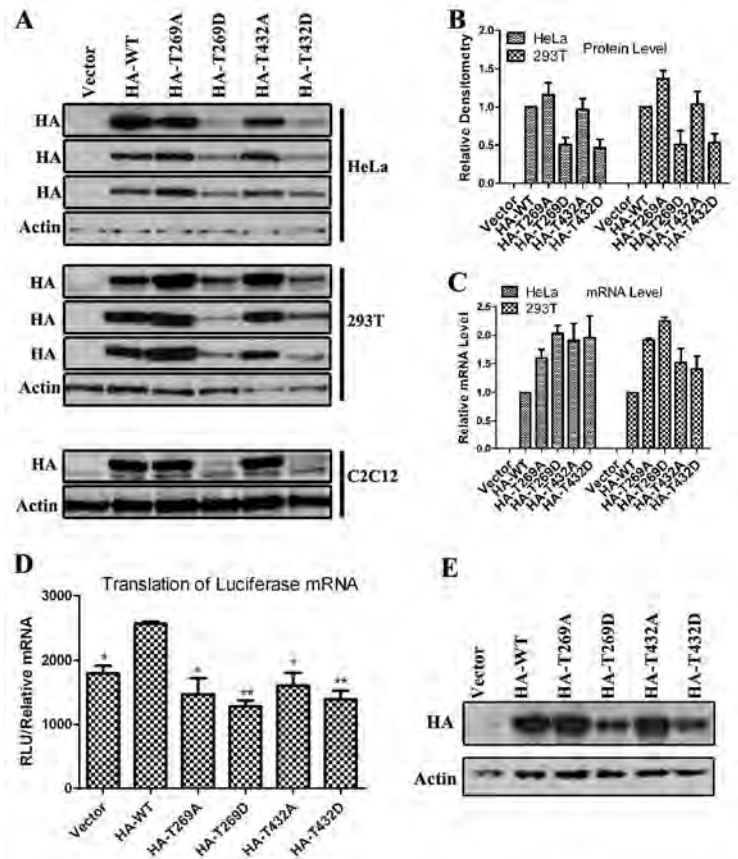 A
Vector
HA-WT
HA-T269A
HA-T269D
HA-T432A
HA-T432D
HA
HA
HA
Actin
HeLa
HA
HA
HA
Actin
293T
HA
Actin
C2C12
B
HeLa
293T
Protein Level
Relative Densitometry
2.0
1.5
1.0
0.5
0.0
Vector
HA-WT
HA-T269A
HA-T269D
HA-T432A
HA-T432D
Vector
HA-WT
HA-T269A
HA-T269D
HA-T432A
HA-T432D
C
HeLa
293T
mRNA Level
Relative mRNA Level
2.5
2.0
1.5
1.0
Vector
HA-WT
HA-T269A
HA-T269D
HA-T432A
HA-T432D
Vector
HA-WT
HA-T269A
HA-T269D
HA-T432A
HA-T432D
D
Translation of Luciferase mRNA
RLU/Relative mRNA
3000
2000
1000
0
*
*
**
+
**
Vector
HA-WT
HA-T269A
HA-T269D
HA-T432A
HA-T432D
E
Vector
HA-WT
HA-T269A
HA-T269D
HA-T432A
HA-T432D
HA
Actin